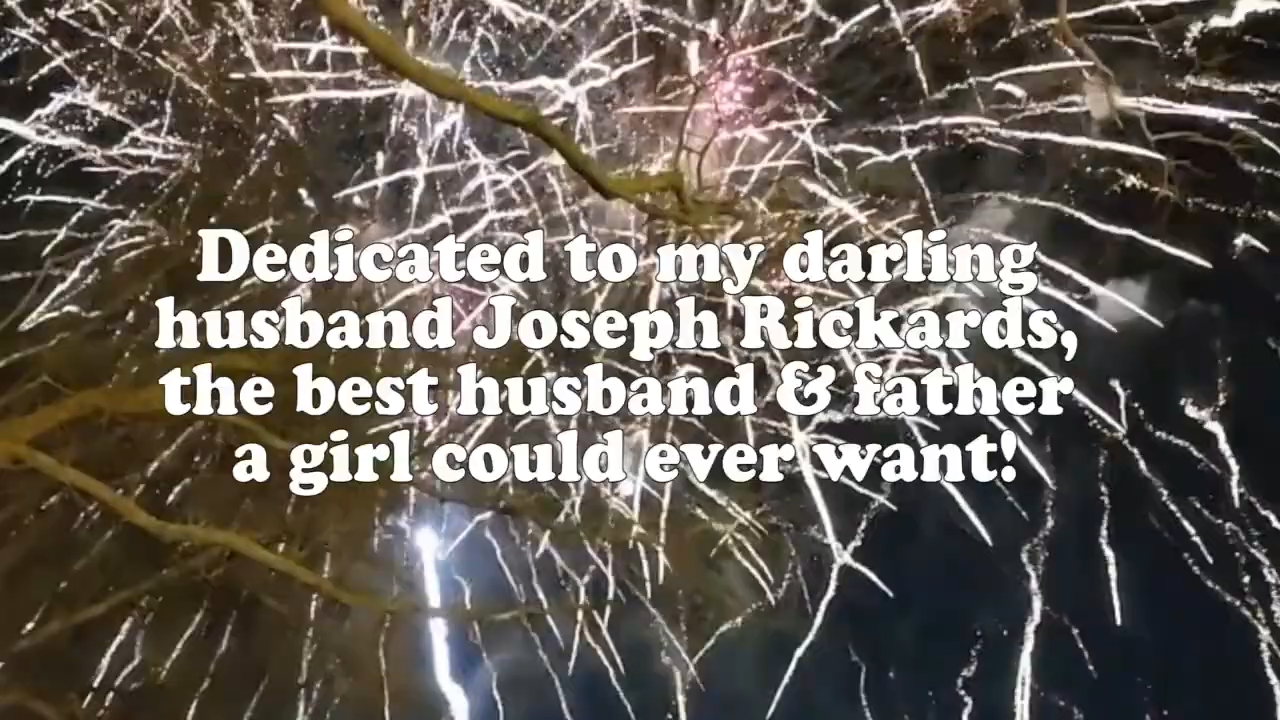 Dedicated to my darling
husband Joseph Rickards,
the best husband & father
a girl could ever want!